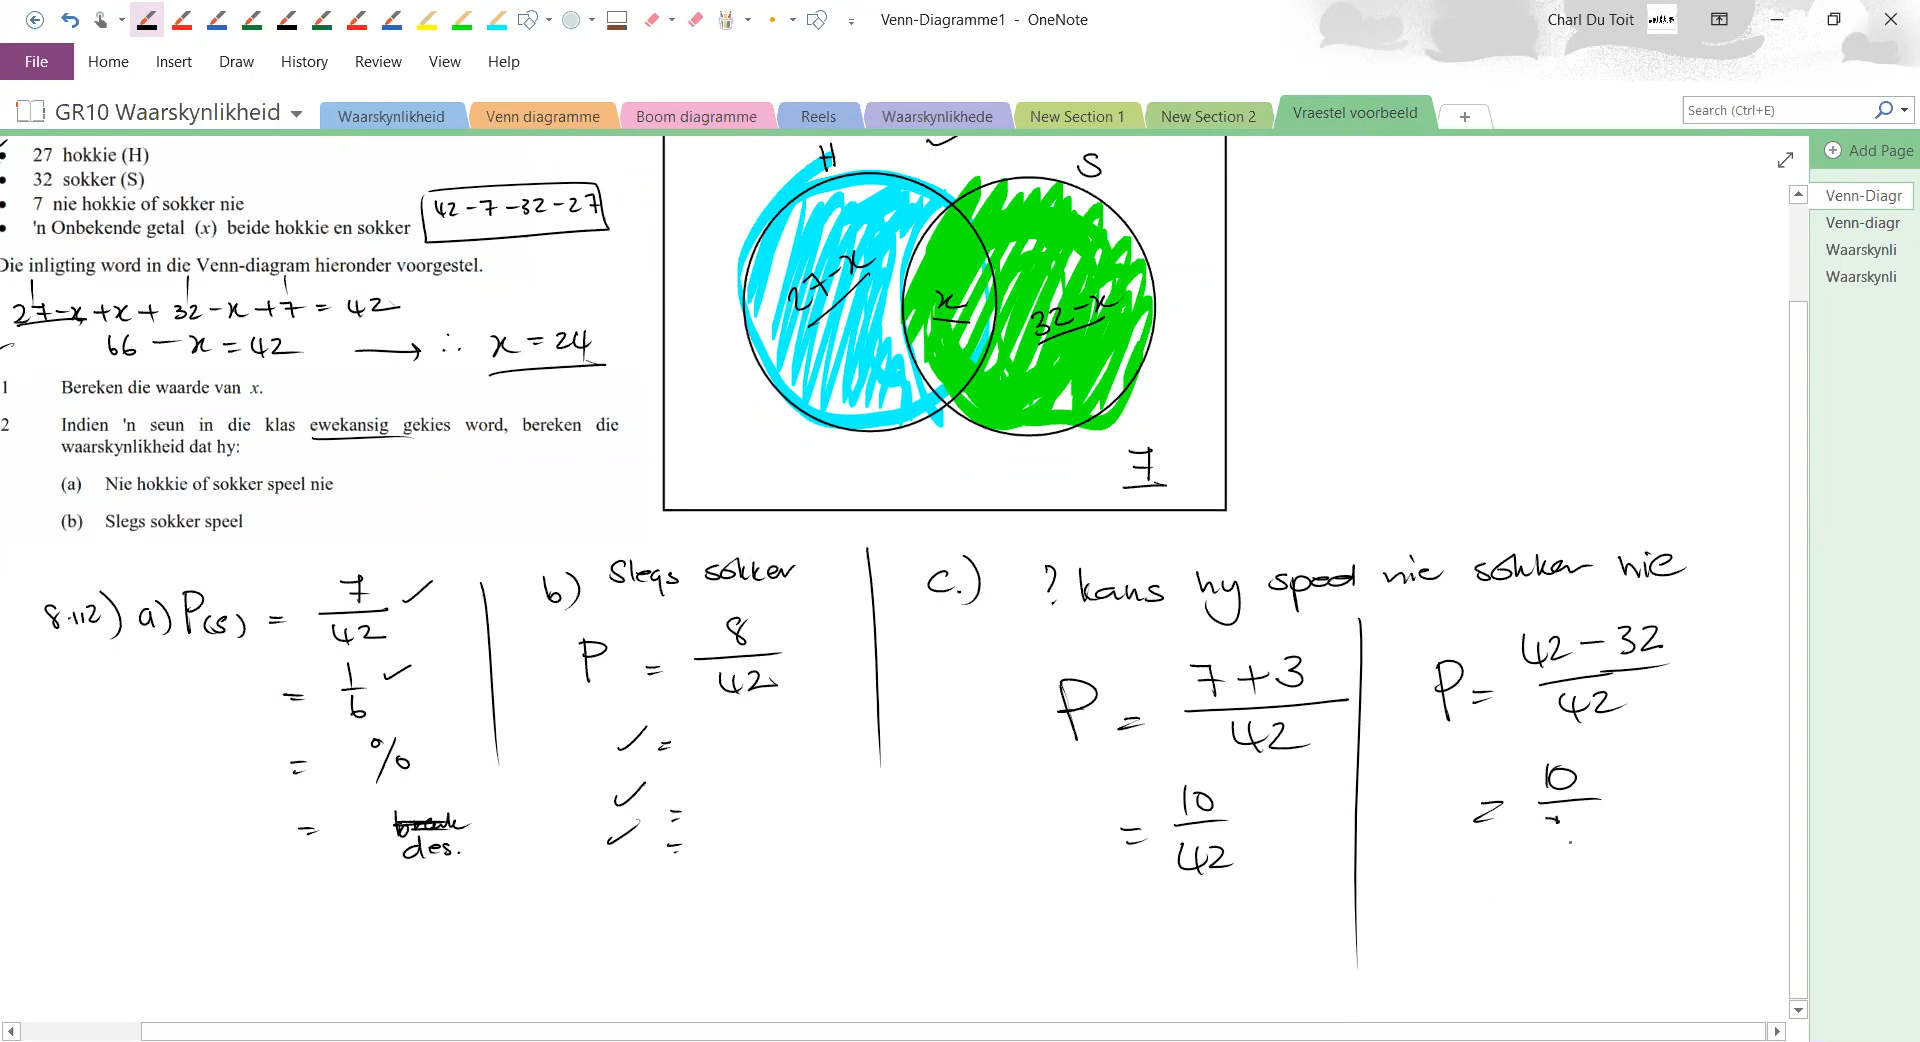 Venn-Diagramme1 - OneNote
Charl Du Toit
File Home Insert Draw History Review View Help
GR10 Waarskynlikheid
Waarskynlikheid Venn diagramme Boom diagramme Reels Waarskynlikhede New Section 1 New Section 2 Vraestel voorbeeld +
Search (Ctrl+E)
Add Page
Venn-Diagr
Venn-diagr
Waarskynli
Waarskynli
• 27 hokkie (H)
• 32 sokker (S)
• 7 nie hokkie of sokker nie
• 'n Onbekende getal (x) beide hokkie en sokker
42 - 7 - 32 - 27
Die inligting word in die Venn-diagram hieronder voorgestel.
27 - x + x + 32 - x + 7 = 42
66 - x = 42 → ∴ x = 24
1 Bereken die waarde van x.
2 Indien 'n seun in die klas ewekansig gekies word, bereken die
waarskynlikheid dat hy:
(a) Nie hokkie of sokker speel nie
(b) Slegs sokker speel
H S
27 - x
x
32 - x
7
8.112) a) P(S) = 7/42 ✓
= 1/6 ✓
= %
=
des.
b) Slegs sokker
P = 8/42
✓ =
✓ =
✓ =
c.) ? kans hy speel nie sokker nie
P = 7 + 3 / 42
= 10/42
P = 42 - 32 / 42
= 10